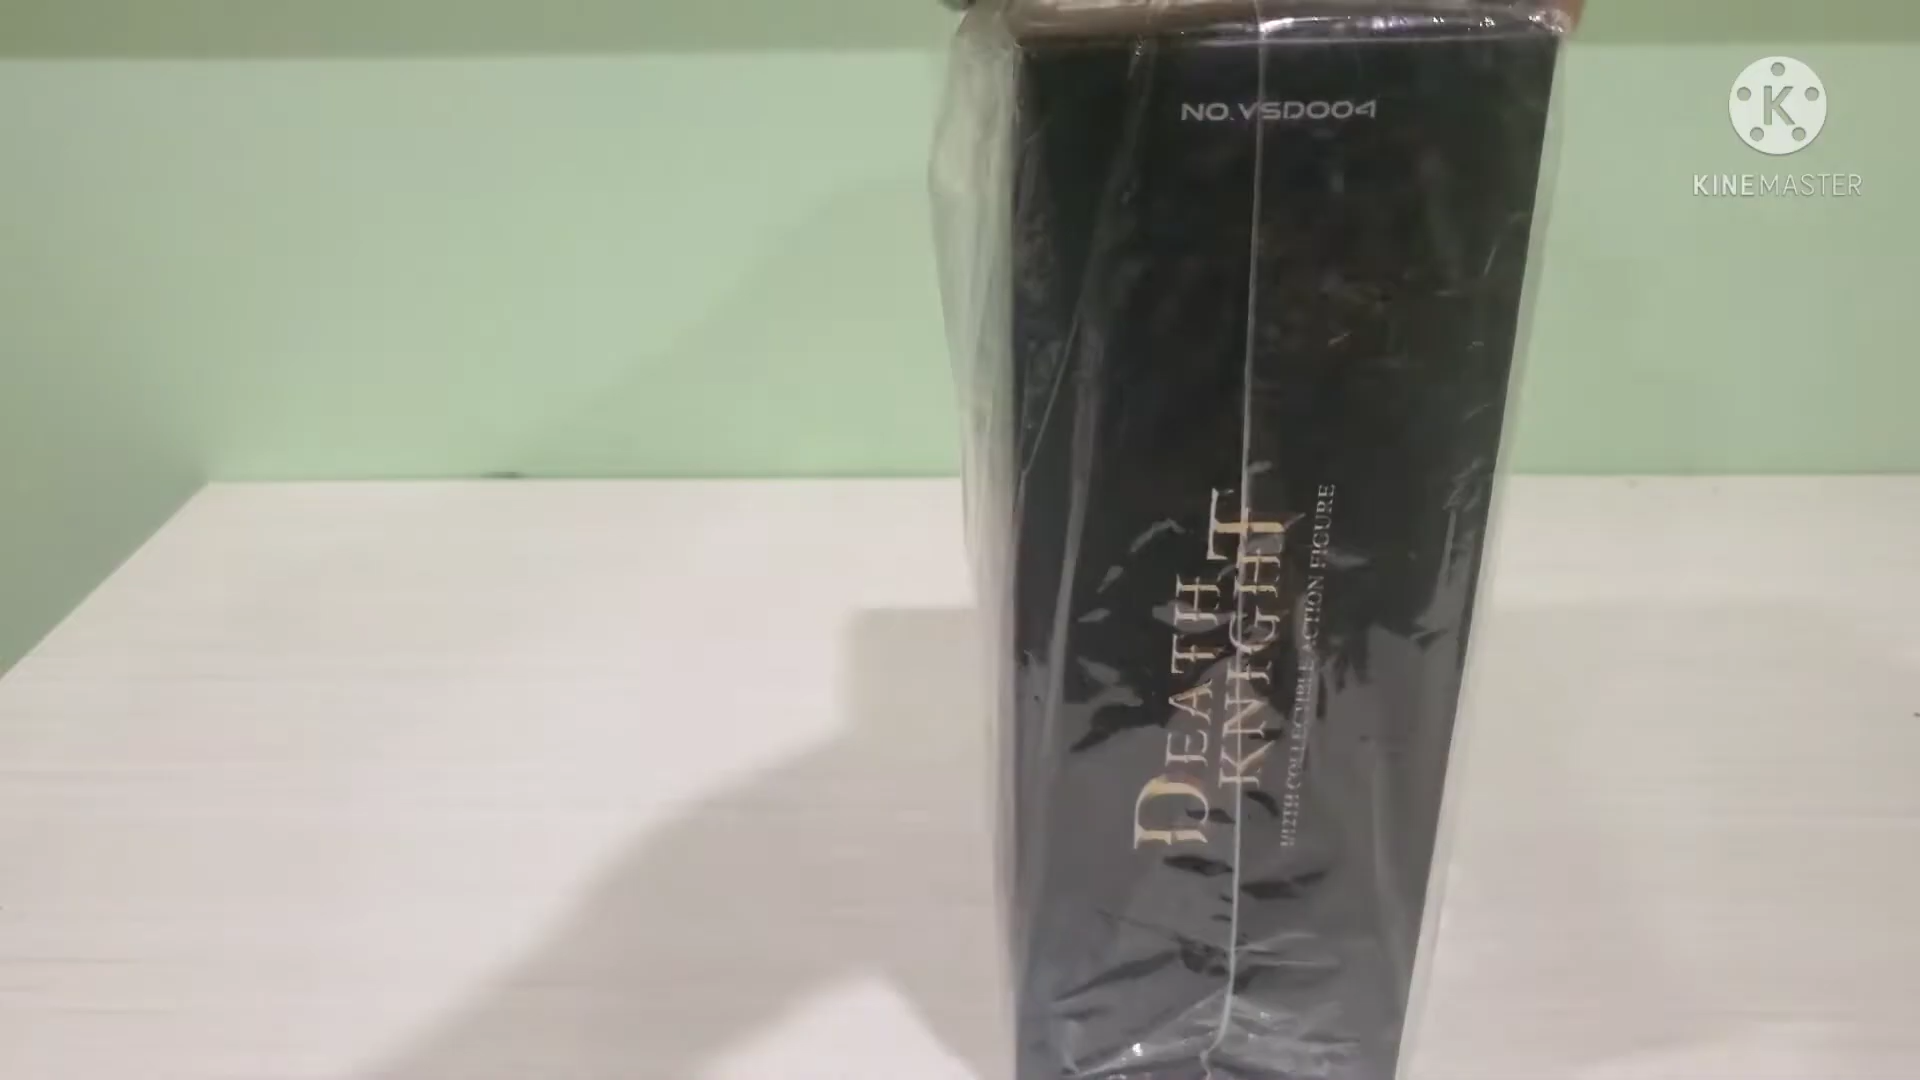 NO.VSD004
DEATH
KNIGHT
1/12TH COLLECTIBLE ACTION FIGURE
K
KINEMASTER